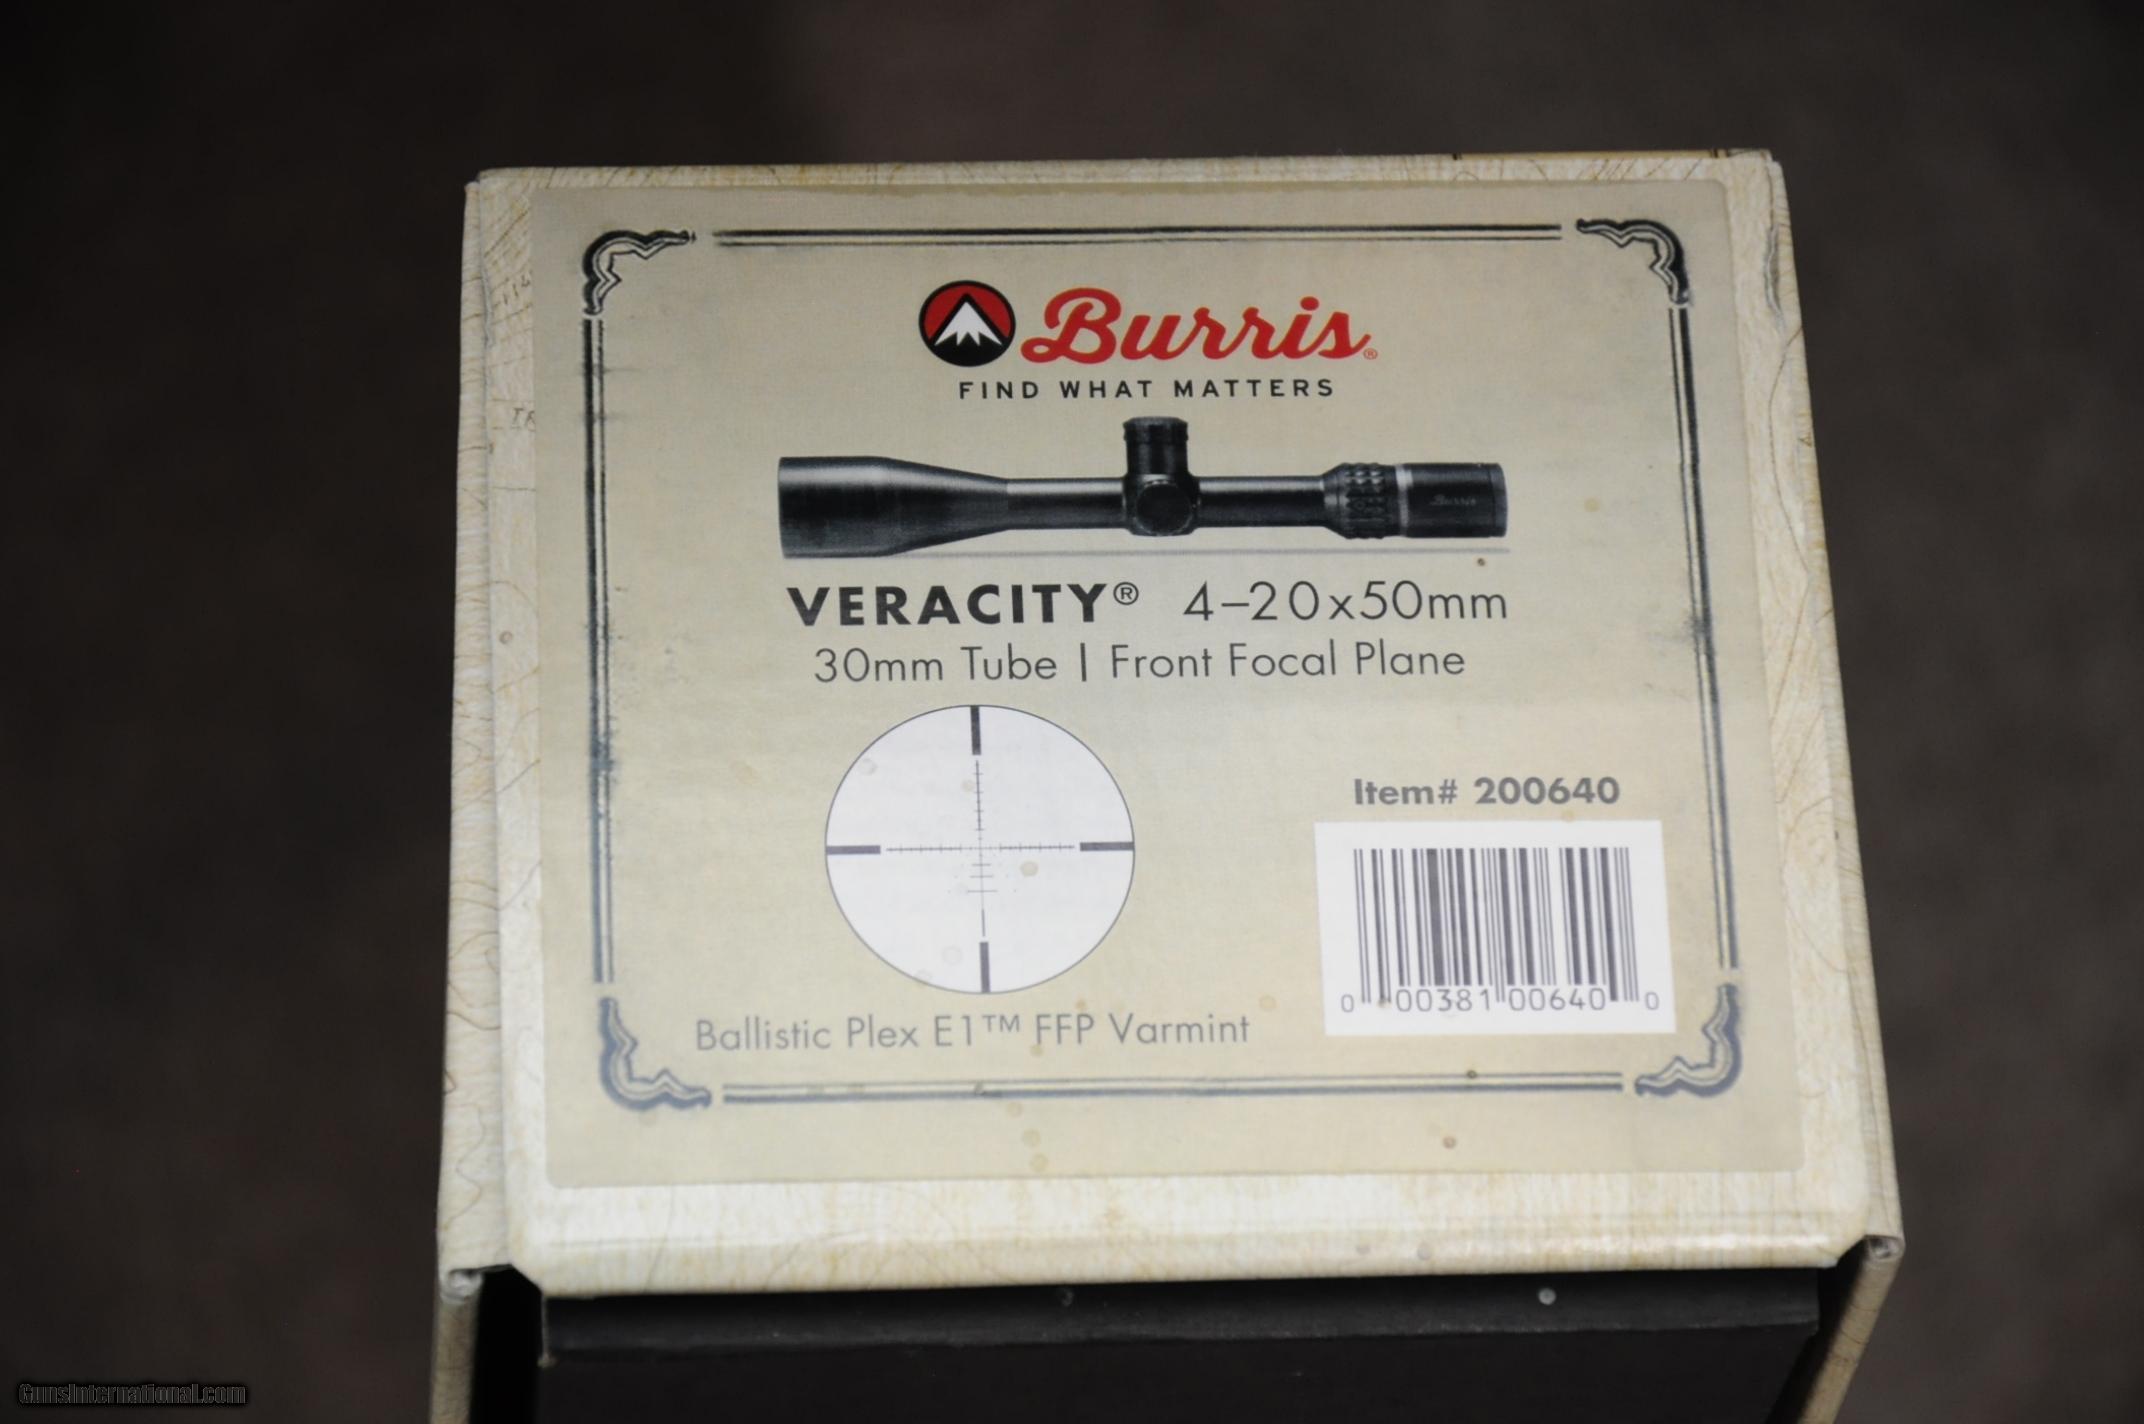 Burris®
FIND WHAT MATTERS
Burris
VERACITY® 4-20x50mm
30mm Tube | Front Focal Plane
Item# 200640
0 00381 00640 0
Ballistic Plex E1™ FFP Varmint
GunsInternational.com